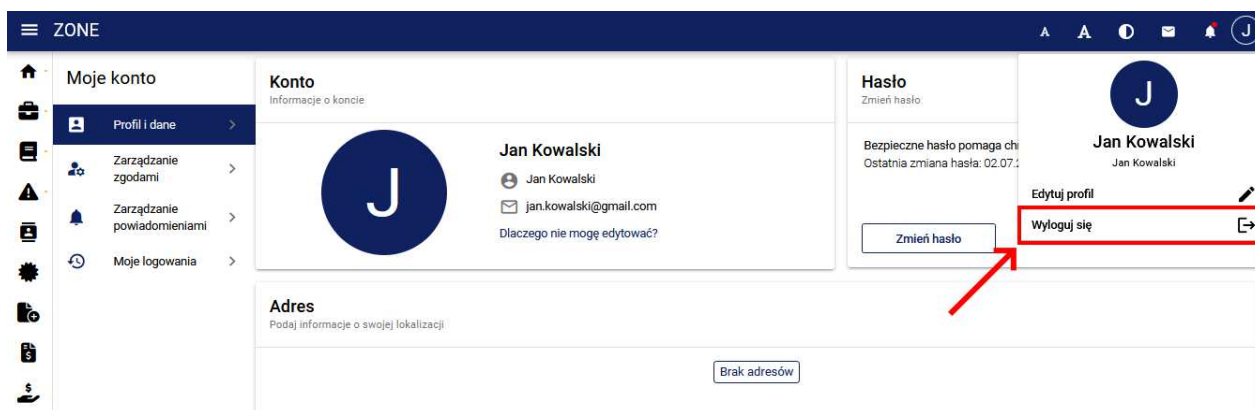 ZONE
A A
J
Moje konto
Profil i dane
Zarządzanie
zgodami
Zarządzanie
powiadomieniami
Moje logowania
Konto
Informacje o koncie
J
Jan Kowalski
Jan Kowalski
jan.kowalski@gmail.com
Dlaczego nie mogę edytować?
Hasło
Zmień hasło
Bezpieczne hasło pomaga
Ostatnia zmiana hasła: 02.07.
Zmień hasło
J
Jan Kowalski
Jan Kowalski
Edytuj profil
Wyloguj się
Adres
Podaj informacje o swojej lokalizacji
Brak adresów